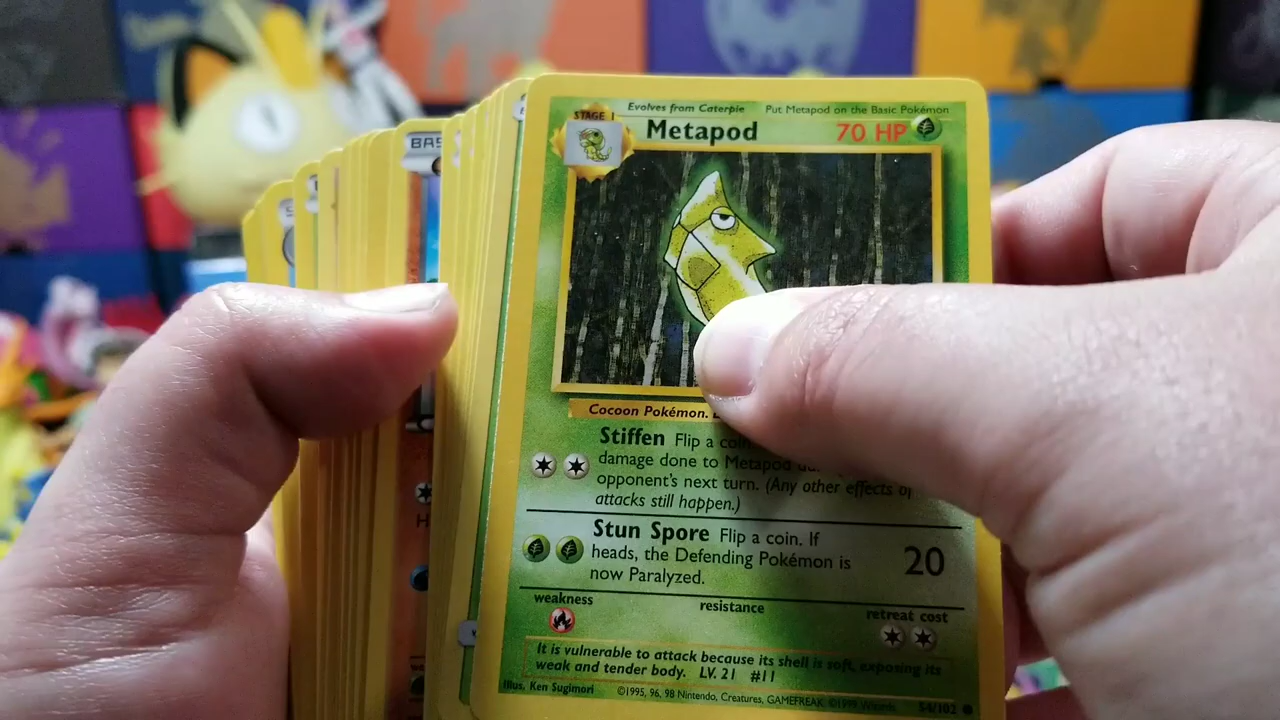 Evolves from Caterpie Put Metapod on the Basic Pokémon
STAGE 1
Metapod 70 HP
Cocoon Pokémon.
Stiffen Flip a coin
damage done to Metapod
opponent's next turn. (Any other effects of
attacks still happen.)
Stun Spore Flip a coin. If
heads, the Defending Pokémon is
now Paralyzed.
20
weakness resistance retreat cost
It is vulnerable to attack because its shell is soft, exposing its
weak and tender body. LV. 21 #11
Illus. Ken Sugimori ©1995, 96, 98 Nintendo, Creatures, GAMEFREAK ©1999 Wizards 54/102
BAS